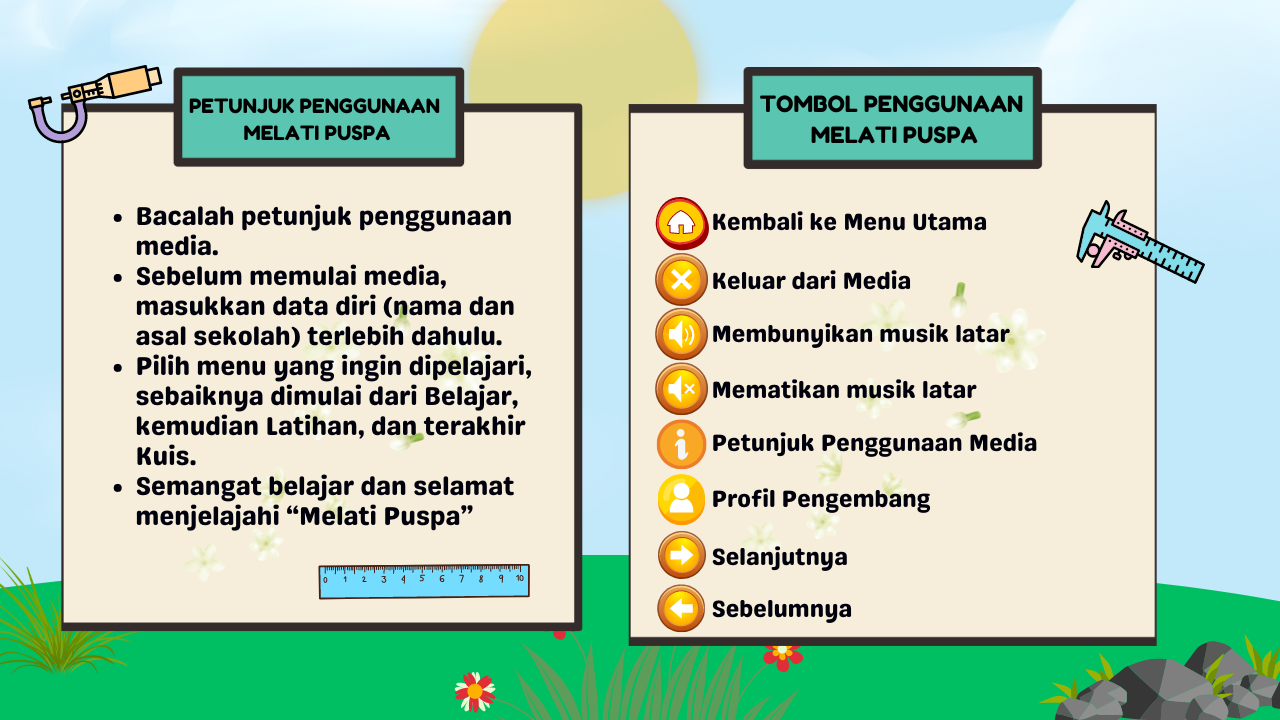 PETUNJUK PENGGUNAAN
MELATI PUSPA
• Bacalah petunjuk penggunaan
media.
• Sebelum memulai media,
masukkan data diri (nama dan
asal sekolah) terlebih dahulu.
• Pilih menu yang ingin dipelajari,
sebaiknya dimulai dari Belajar,
kemudian Latihan, dan terakhir
Kuis.
• Semangat belajar dan selamat
menjelajahi “Melati Puspa”
0 1 2 3 4 5 6 7 8 9 10
TOMBOL PENGGUNAAN
MELATI PUSPA
Kembali ke Menu Utama
Keluar dari Media
Membunyikan musik latar
Mematikan musik latar
Petunjuk Penggunaan Media
Profil Pengembang
Selanjutnya
Sebelumnya